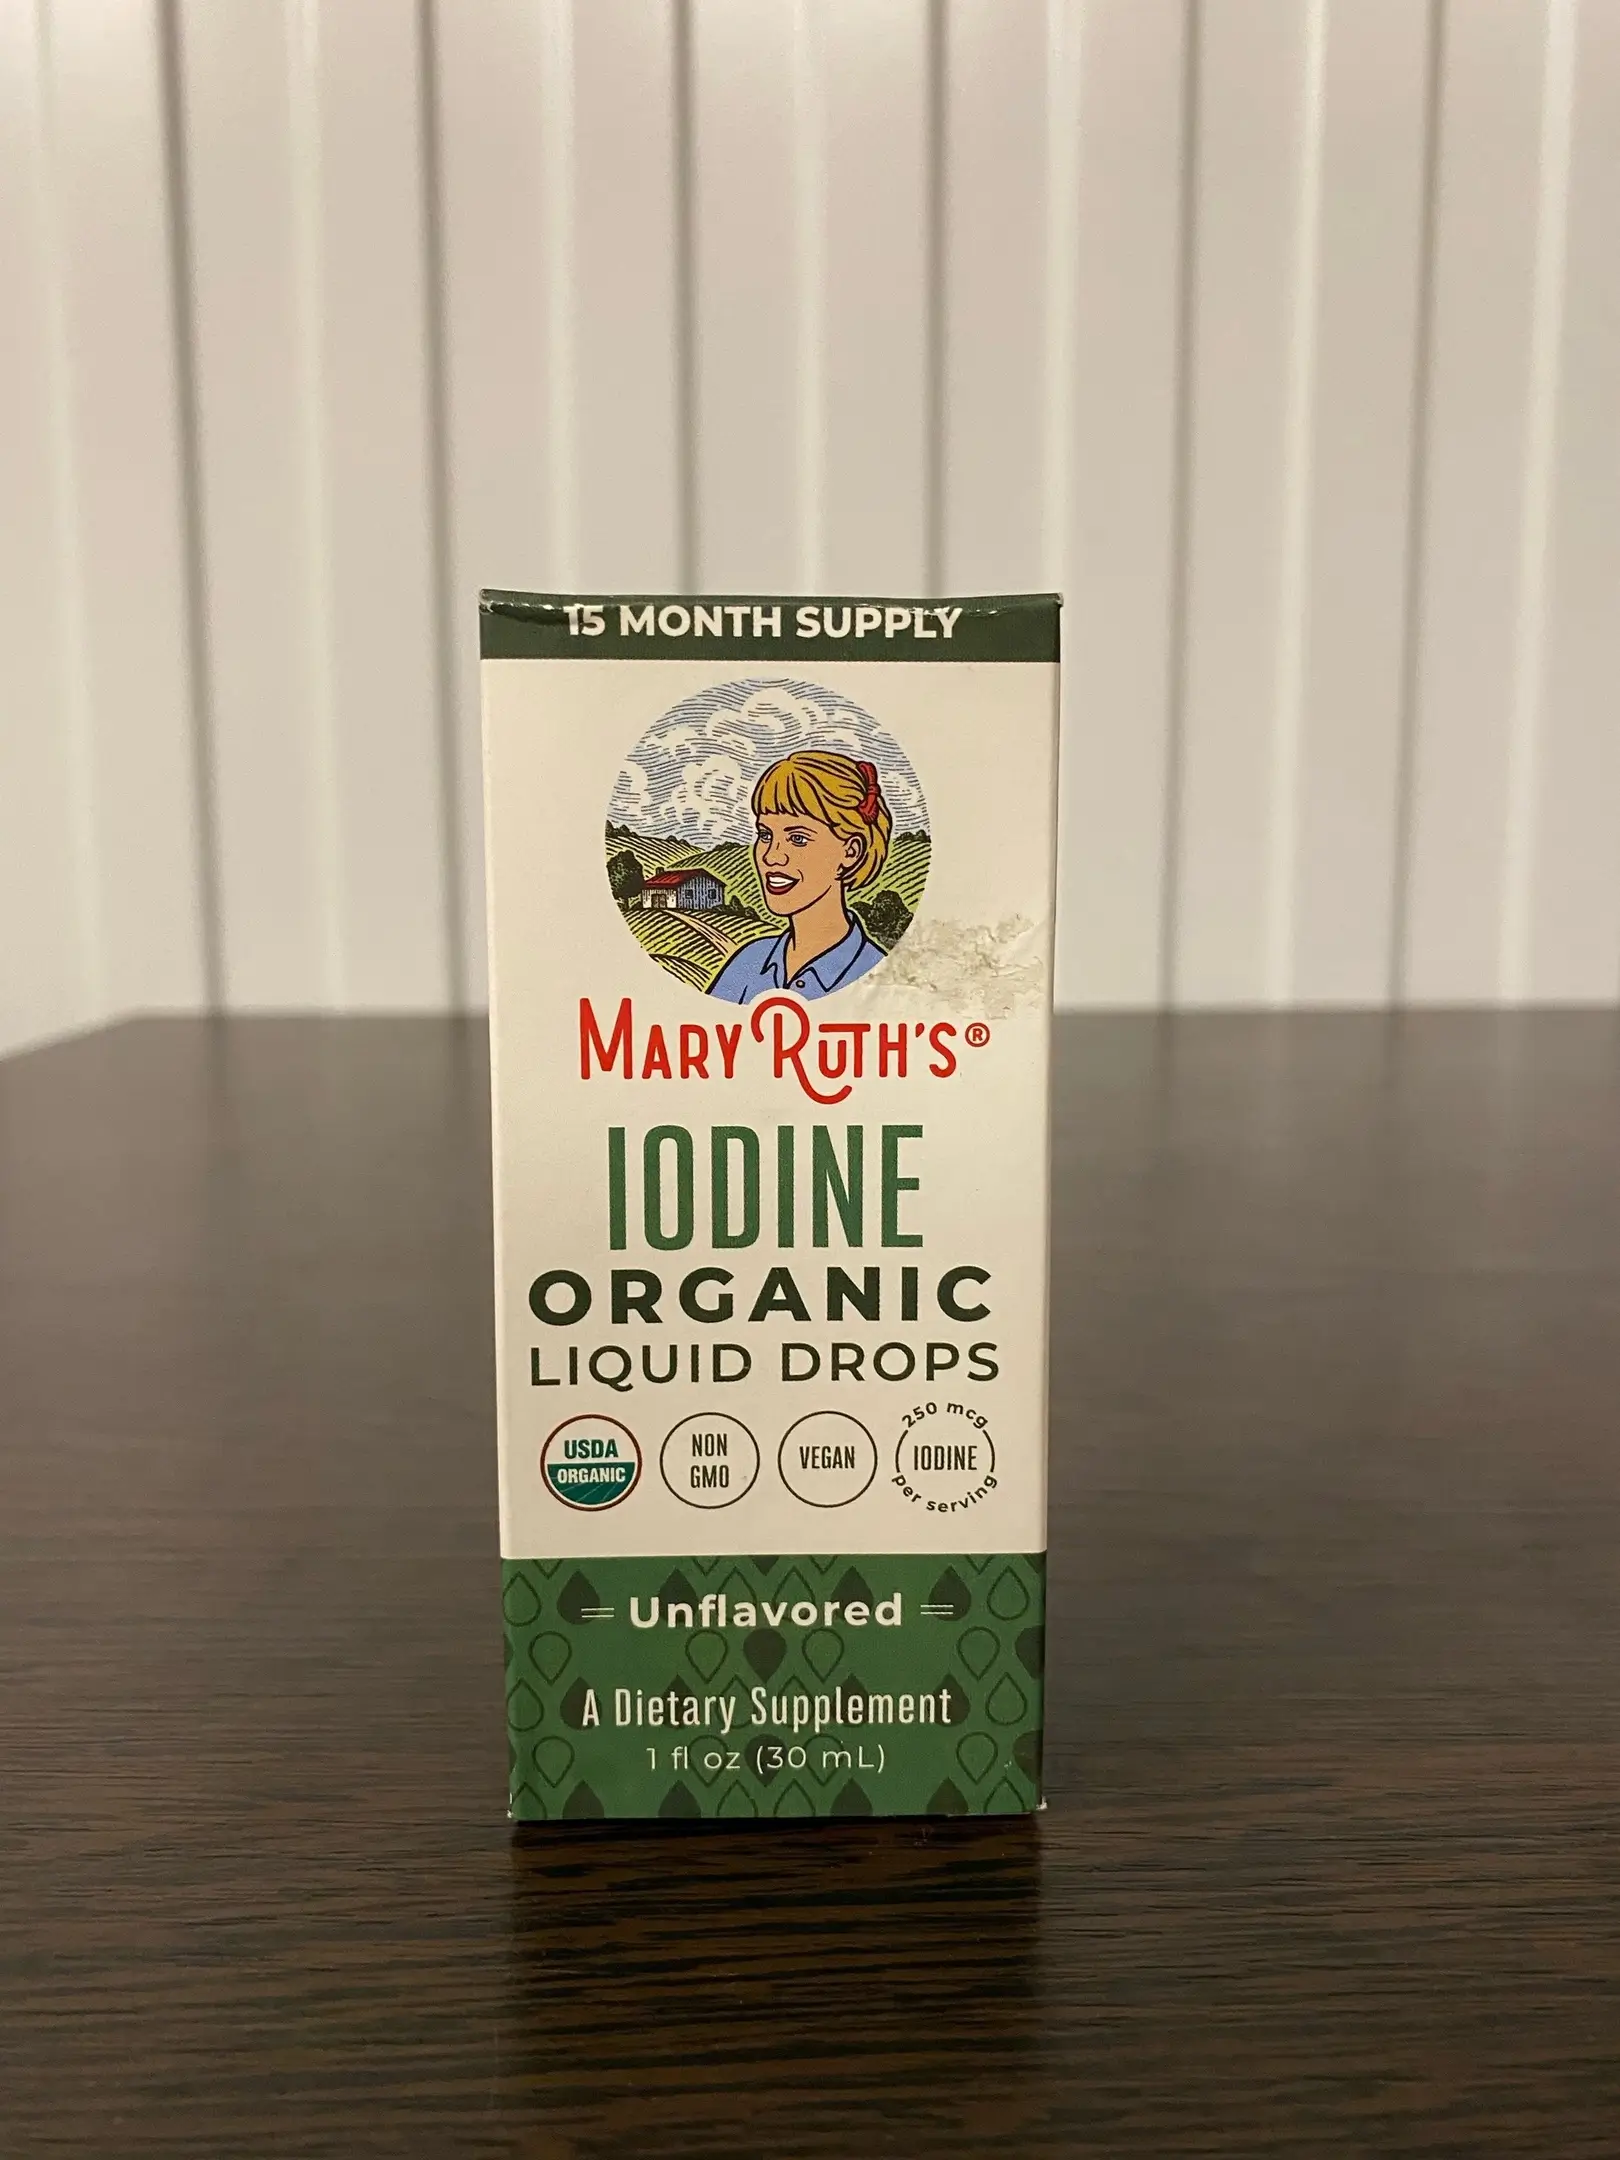 15 MONTH SUPPLY
MARY RUTH'S®
IODINE
ORGANIC
LIQUID DROPS
USDA
ORGANIC
NON
GMO
VEGAN
250 mcg
IODINE
per serving
Unflavored
A Dietary Supplement
1 fl oz (30 mL)